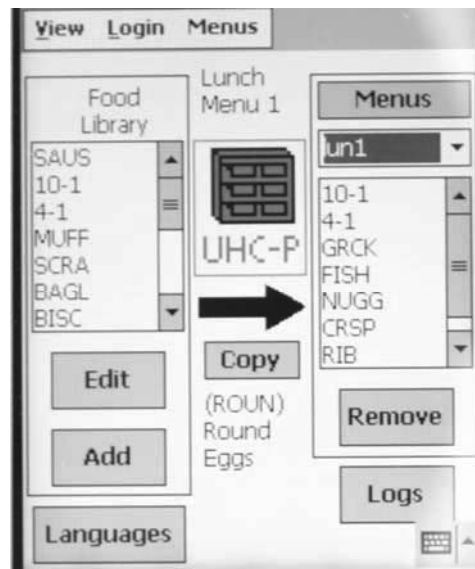 View Login Menus
Food
Library
SAUS
10-1
4-1
MUFF
SCRA
BAGL
BISC
Edit
Add
Languages
Lunch
Menu 1
UHC-P
Copy
(ROUN)
Round
Eggs
Menus
lun1
10-1
4-1
GRCK
FISH
NUGG
CRSP
RIB
Remove
Logs